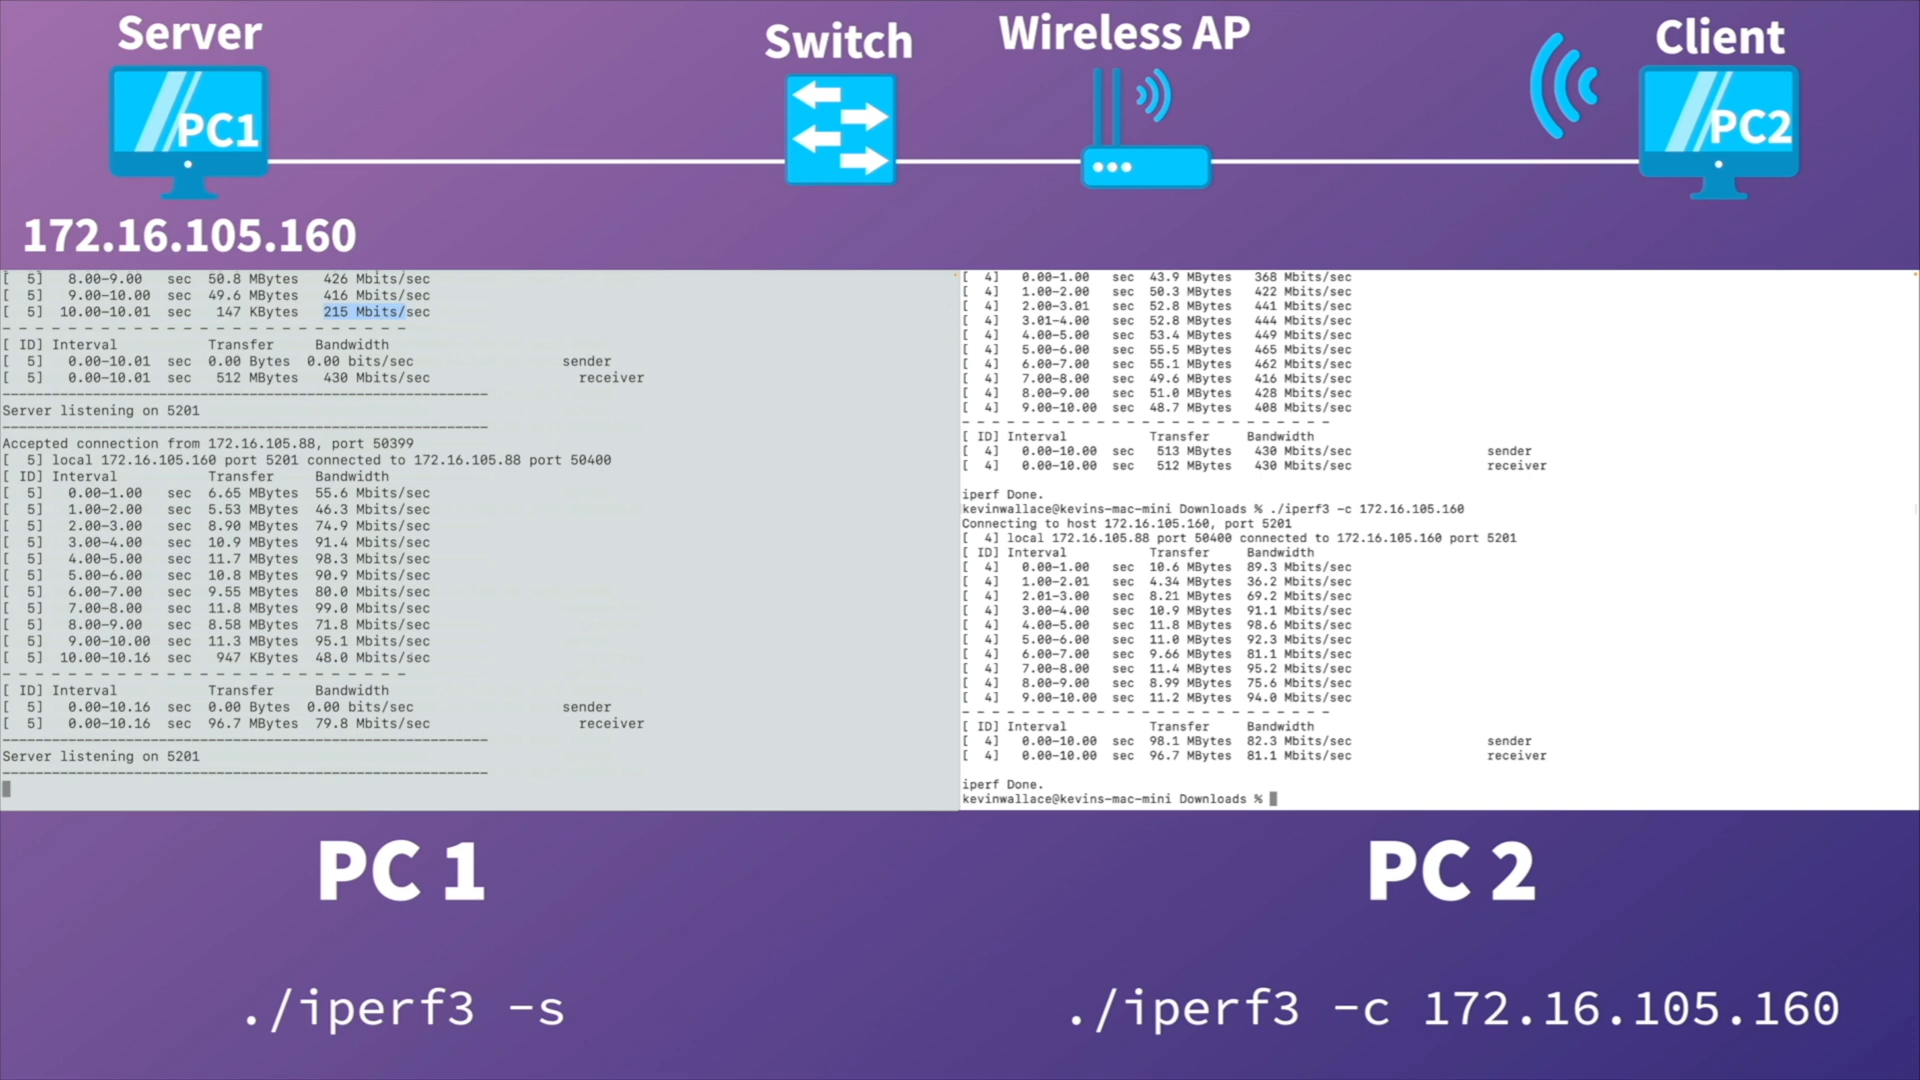 Server
Switch
Wireless AP
Client
PC1
PC2
172.16.105.160
[  5]   8.00-9.00   sec  50.8 MBytes   426 Mbits/sec
[  5]   9.00-10.00  sec  49.6 MBytes   416 Mbits/sec
[  5]  10.00-10.01  sec   147 KBytes   215 Mbits/sec
- - - - - - - - - - - - - - - - - - - - - - - - -
[ ID] Interval           Transfer     Bandwidth
[  5]   0.00-10.01  sec  0.00 Bytes  0.00 bits/sec                  sender
[  5]   0.00-10.01  sec   512 MBytes   430 Mbits/sec                  receiver
-----------------------------------------------------------
Server listening on 5201
-----------------------------------------------------------
Accepted connection from 172.16.105.88, port 50399
[  5] local 172.16.105.160 port 5201 connected to 172.16.105.88 port 50400
[ ID] Interval           Transfer     Bandwidth
[  5]   0.00-1.00   sec  6.65 MBytes  55.6 Mbits/sec
[  5]   1.00-2.00   sec  5.53 MBytes  46.3 Mbits/sec
[  5]   2.00-3.00   sec  8.90 MBytes  74.9 Mbits/sec
[  5]   3.00-4.00   sec  10.9 MBytes  91.4 Mbits/sec
[  5]   4.00-5.00   sec  11.7 MBytes  98.3 Mbits/sec
[  5]   5.00-6.00   sec  10.8 MBytes  90.9 Mbits/sec
[  5]   6.00-7.00   sec  9.55 MBytes  80.0 Mbits/sec
[  5]   7.00-8.00   sec  11.8 MBytes  99.0 Mbits/sec
[  5]   8.00-9.00   sec  8.58 MBytes  71.8 Mbits/sec
[  5]   9.00-10.00  sec  11.3 MBytes  95.1 Mbits/sec
[  5]  10.00-10.16  sec   947 KBytes  48.0 Mbits/sec
- - - - - - - - - - - - - - - - - - - - - - - - -
[ ID] Interval           Transfer     Bandwidth
[  5]   0.00-10.16  sec  0.00 Bytes  0.00 bits/sec                  sender
[  5]   0.00-10.16  sec  96.7 MBytes  79.8 Mbits/sec                  receiver
-----------------------------------------------------------
Server listening on 5201
-----------------------------------------------------------
[  4]   0.00-1.00   sec  43.9 MBytes   368 Mbits/sec
[  4]   1.00-2.00   sec  50.3 MBytes   422 Mbits/sec
[  4]   2.00-3.01   sec  52.8 MBytes   441 Mbits/sec
[  4]   3.01-4.00   sec  52.8 MBytes   444 Mbits/sec
[  4]   4.00-5.00   sec  53.4 MBytes   449 Mbits/sec
[  4]   5.00-6.00   sec  55.5 MBytes   465 Mbits/sec
[  4]   6.00-7.00   sec  55.1 MBytes   462 Mbits/sec
[  4]   7.00-8.00   sec  49.6 MBytes   416 Mbits/sec
[  4]   8.00-9.00   sec  51.0 MBytes   428 Mbits/sec
[  4]   9.00-10.00  sec  48.7 MBytes   408 Mbits/sec
- - - - - - - - - - - - - - - - - - - - - - - - -
[ ID] Interval           Transfer     Bandwidth
[  4]   0.00-10.00  sec   513 MBytes   430 Mbits/sec                  sender
[  4]   0.00-10.00  sec   512 MBytes   430 Mbits/sec                  receiver
iperf Done.
kevinwallace@kevins-mac-mini Downloads % ./iperf3 -c 172.16.105.160
Connecting to host 172.16.105.160, port 5201
[  4] local 172.16.105.88 port 50400 connected to 172.16.105.160 port 5201
[ ID] Interval           Transfer     Bandwidth
[  4]   0.00-1.00   sec  10.6 MBytes  89.3 Mbits/sec
[  4]   1.00-2.01   sec  4.34 MBytes  36.2 Mbits/sec
[  4]   2.01-3.00   sec  8.21 MBytes  69.2 Mbits/sec
[  4]   3.00-4.00   sec  10.9 MBytes  91.1 Mbits/sec
[  4]   4.00-5.00   sec  11.8 MBytes  98.6 Mbits/sec
[  4]   5.00-6.00   sec  11.0 MBytes  92.3 Mbits/sec
[  4]   6.00-7.00   sec  9.66 MBytes  81.1 Mbits/sec
[  4]   7.00-8.00   sec  11.4 MBytes  95.2 Mbits/sec
[  4]   8.00-9.00   sec  8.99 MBytes  75.6 Mbits/sec
[  4]   9.00-10.00  sec  11.2 MBytes  94.0 Mbits/sec
- - - - - - - - - - - - - - - - - - - - - - - - -
[ ID] Interval           Transfer     Bandwidth
[  4]   0.00-10.00  sec  98.1 MBytes  82.3 Mbits/sec                  sender
[  4]   0.00-10.00  sec  96.7 MBytes  81.1 Mbits/sec                  receiver
iperf Done.
kevinwallace@kevins-mac-mini Downloads %
PC 1
PC 2
./iperf3 -s
./iperf3 -c 172.16.105.160